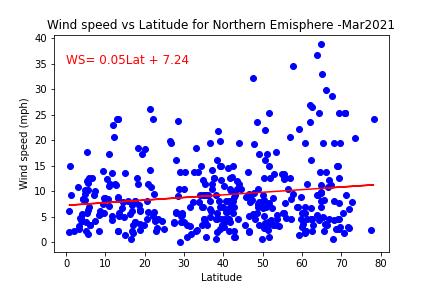 Wind speed vs Latitude for Northern Emisphere -Mar2021
40
35
30
25
20
15
10
5
0
WS= 0.05Lat + 7.24
Wind speed (mph)
0 10 20 30 40 50 60 70 80
Latitude